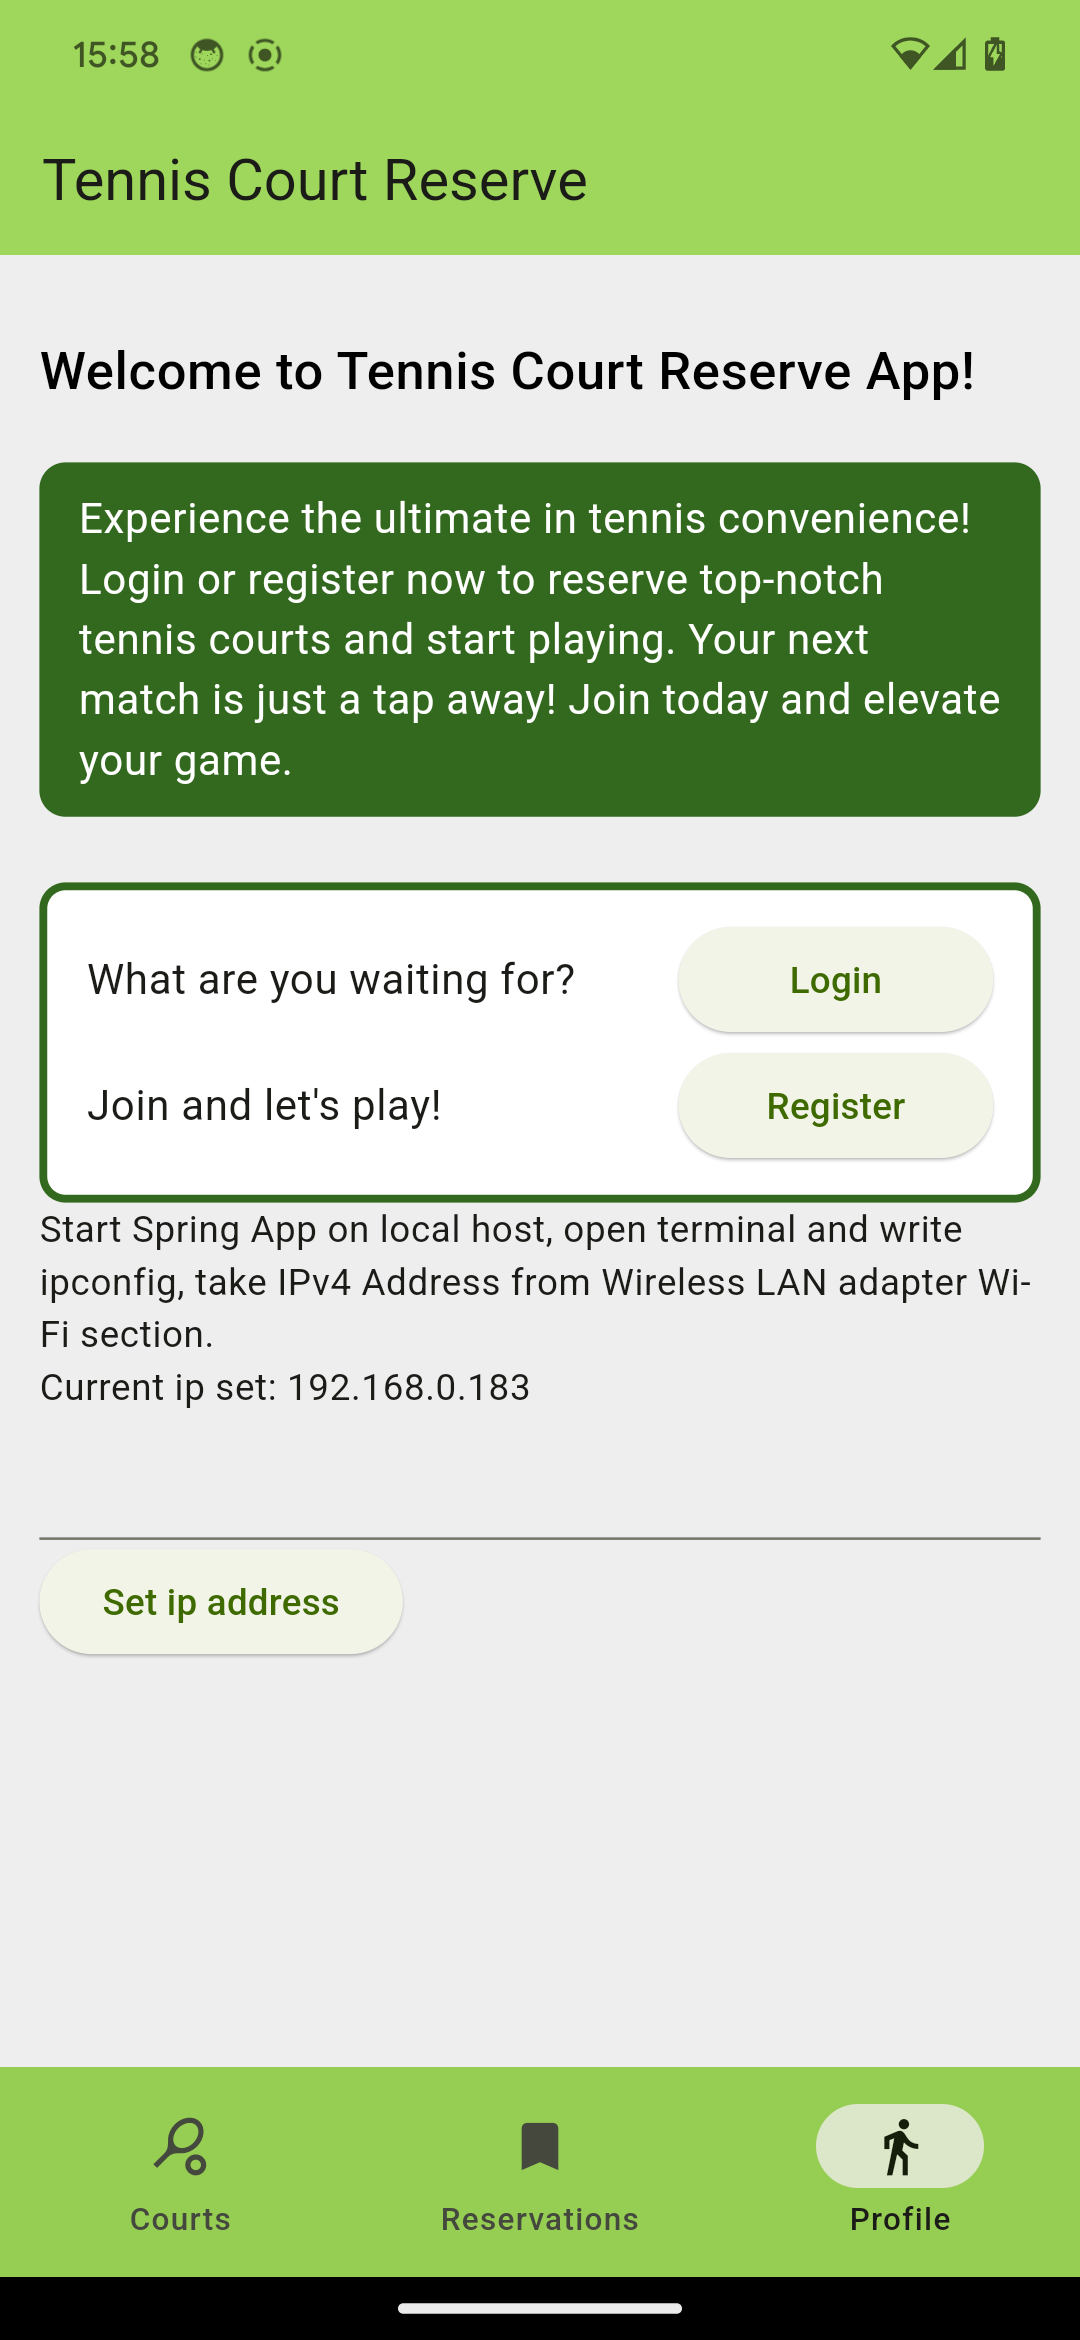 15:58
Tennis Court Reserve
Welcome to Tennis Court Reserve App!
Experience the ultimate in tennis convenience!
Login or register now to reserve top-notch
tennis courts and start playing. Your next
match is just a tap away! Join today and elevate
your game.
What are you waiting for?
Login
Join and let's play!
Register
Start Spring App on local host, open terminal and write
ipconfig, take IPv4 Address from Wireless LAN adapter Wi-
Fi section.
Current ip set: 192.168.0.183
Set ip address
Courts
Reservations
Profile